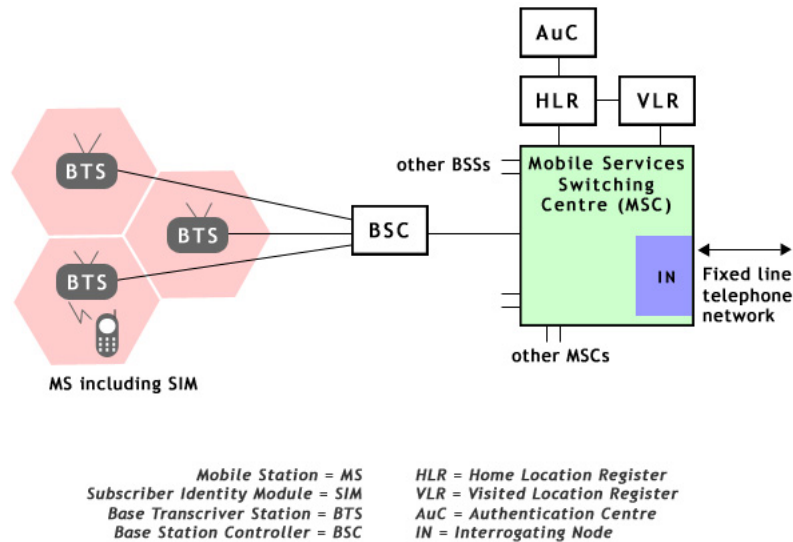 AuC
HLR
VLR
BTS
other BSSs
Mobile Services
Switching
Centre (MSC)
BTS
BSC
BTS
IN
Fixed line
telephone
network
other MSCs
MS including SIM
Mobile Station = MS
Subscriber Identity Module = SIM
Base Transcriver Station = BTS
Base Station Controller = BSC
HLR = Home Location Register
VLR = Visited Location Register
AuC = Authentication Centre
IN = Interrogating Node